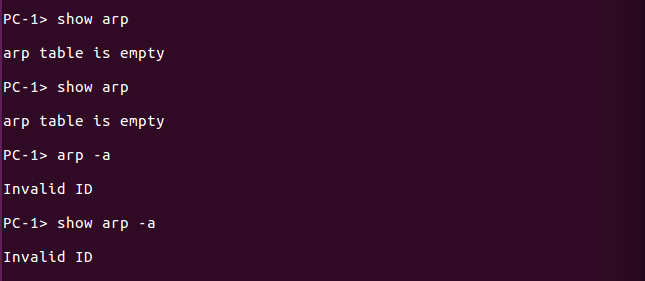 PC-1> show arp
arp table is empty
PC-1> show arp
arp table is empty
PC-1> arp -a
Invalid ID
PC-1> show arp -a
Invalid ID